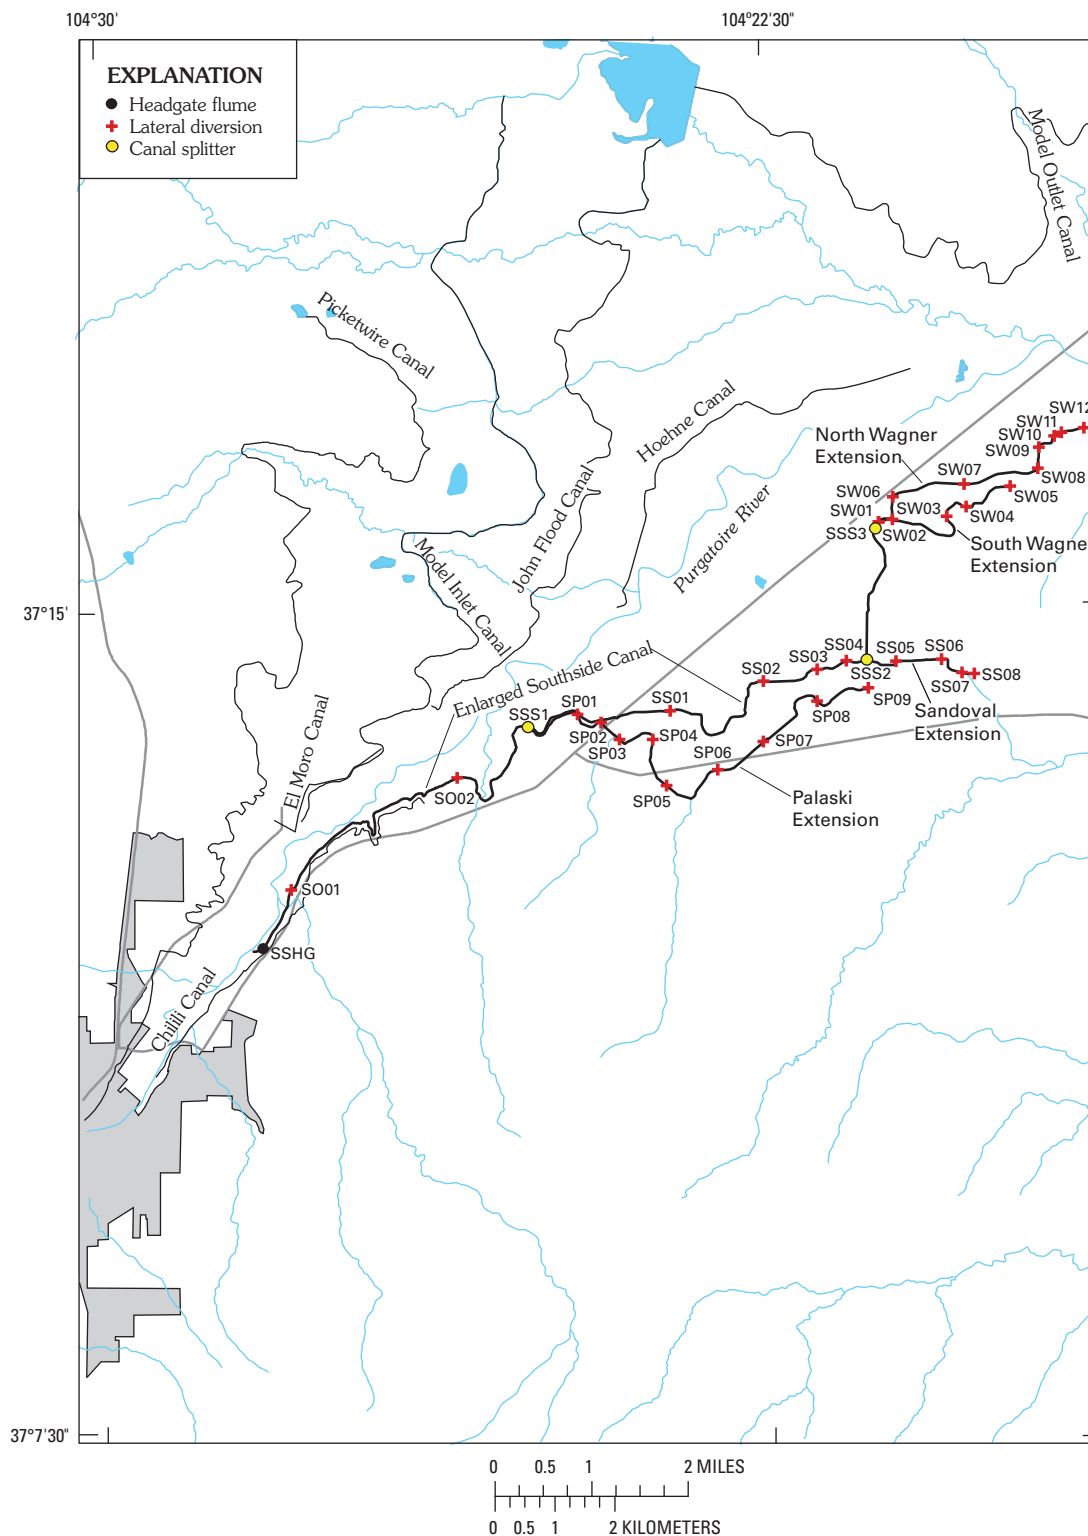 104°30'
104°22'30"
EXPLANATION
Headgate flume
Lateral diversion
Canal splitter
Model Outlet Canal
Picketwire Canal
Hoehne Canal
John Flood Canal
Model Inlet Canal
Purgatoire River
North Wagner
Extension
SW12
SW11
SW10
SW09
SW08
SW07
SW06
SW05
SW03
SW04
SW01
SW02
SSS3
South Wagne
Extension
37°15'
Enlarged Southside Canal
SS04
SS05
SS06
SS03
SS02
SSS2
SS07
SS08
SP09
SS01
SP01
SSS1
SP08
Sandoval
Extension
SP02
SP03
SP04
SP07
SP06
SP05
Palaski
Extension
El Moro Canal
SO02
SO01
SSHG
Chilili Canal
37°7'30"
0 0.5 1 2 MILES
0 0.5 1 2 KILOMETERS